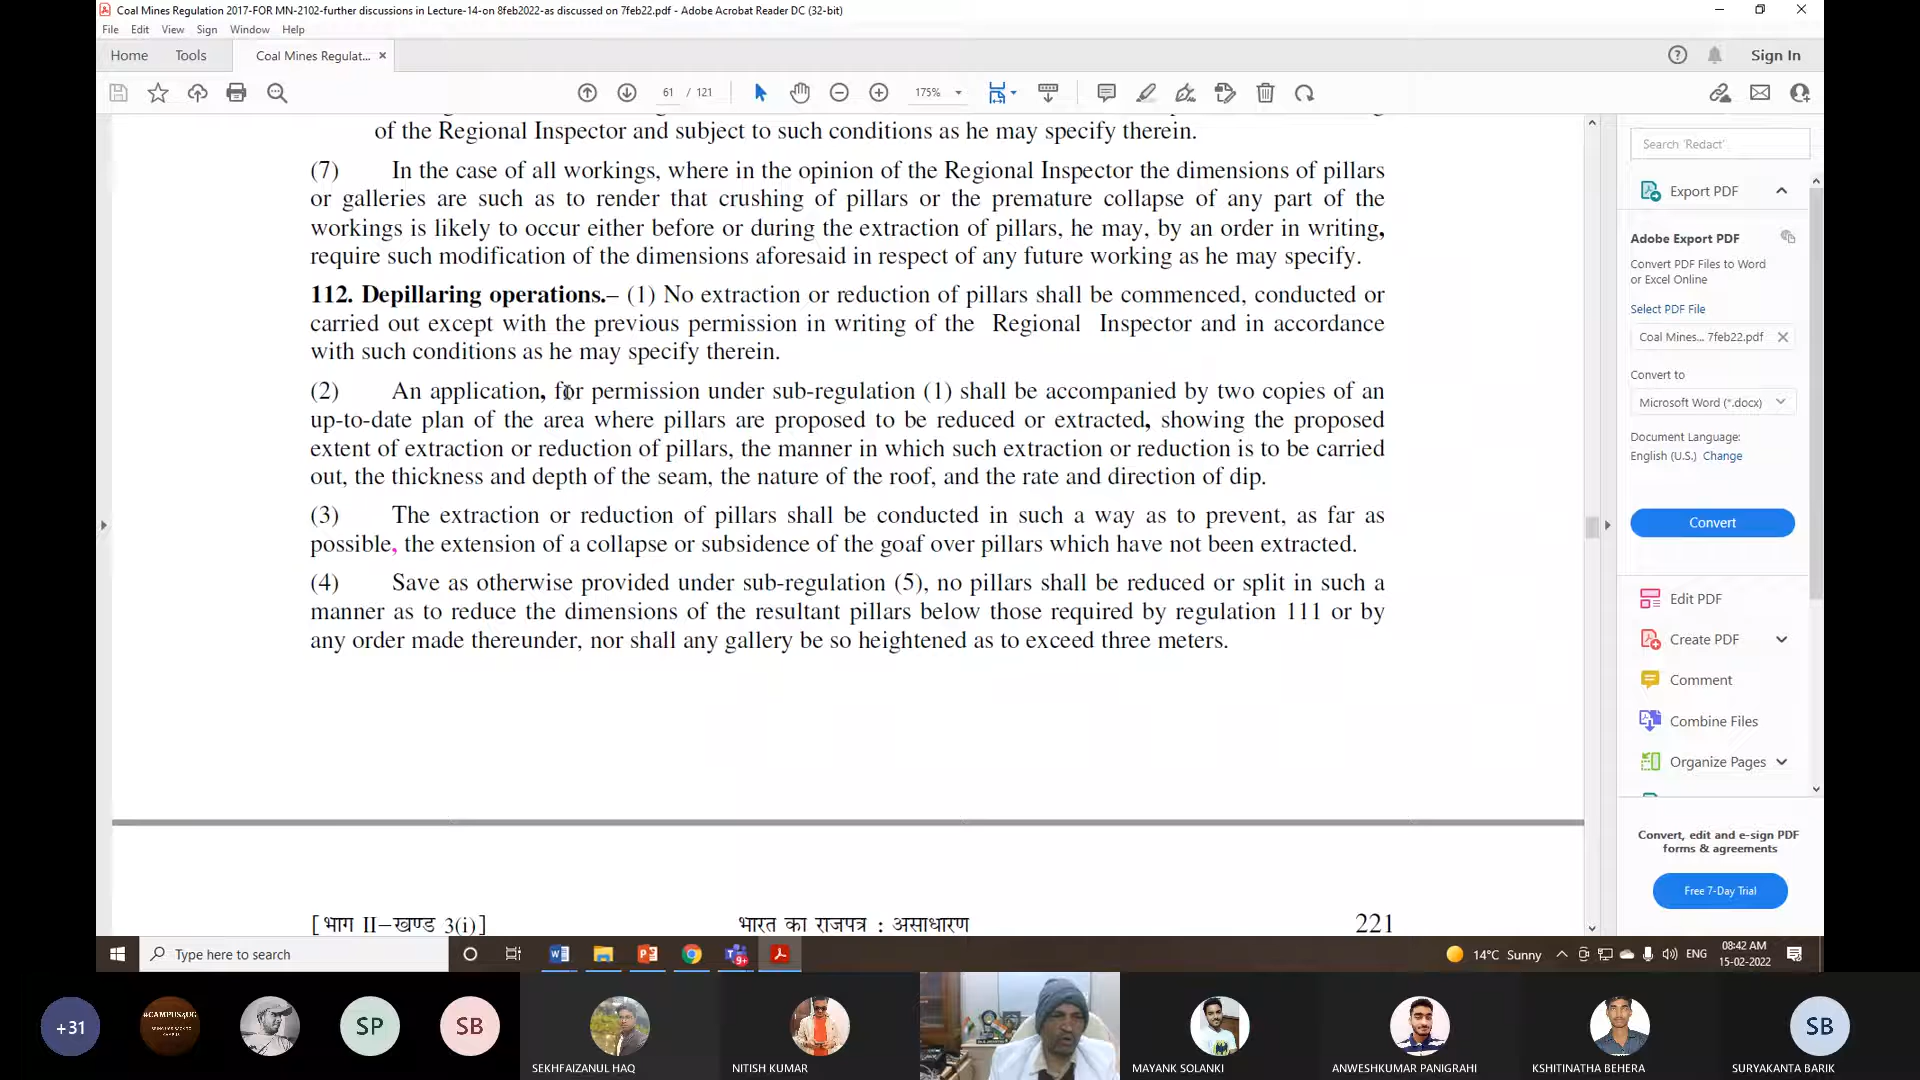 Coal Mines Regulation 2017-FOR MN-2102-further discussions in Lecture-14-on 8feb2022-as discussed on 7feb22.pdf - Adobe Acrobat Reader DC (32-bit)
File Edit View Sign Window Help
Home Tools Coal Mines Regulat... × Sign In
61 / 121 175%
of the Regional Inspector and subject to such conditions as he may specify therein.
(7) In the case of all workings, where in the opinion of the Regional Inspector the dimensions of pillars
or galleries are such as to render that crushing of pillars or the premature collapse of any part of the
workings is likely to occur either before or during the extraction of pillars, he may, by an order in writing,
require such modification of the dimensions aforesaid in respect of any future working as he may specify.
112. Depillaring operations.– (1) No extraction or reduction of pillars shall be commenced, conducted or
carried out except with the previous permission in writing of the Regional Inspector and in accordance
with such conditions as he may specify therein.
(2) An application, for permission under sub-regulation (1) shall be accompanied by two copies of an
up-to-date plan of the area where pillars are proposed to be reduced or extracted, showing the proposed
extent of extraction or reduction of pillars, the manner in which such extraction or reduction is to be carried
out, the thickness and depth of the seam, the nature of the roof, and the rate and direction of dip.
(3) The extraction or reduction of pillars shall be conducted in such a way as to prevent, as far as
possible, the extension of a collapse or subsidence of the goaf over pillars which have not been extracted.
(4) Save as otherwise provided under sub-regulation (5), no pillars shall be reduced or split in such a
manner as to reduce the dimensions of the resultant pillars below those required by regulation 111 or by
any order made thereunder, nor shall any gallery be so heightened as to exceed three meters.
[भाग II—खण्ड 3(i)] भारत का राजपत्र : असाधारण 221
Search 'Redact'
Export PDF
Adobe Export PDF
Convert PDF Files to Word
or Excel Online
Select PDF File
Coal Mines... 7feb22.pdf
Convert to
Microsoft Word (*.docx)
Document Language:
English (U.S.) Change
Convert
Edit PDF
Create PDF
Comment
Combine Files
Organize Pages
Convert, edit and e-sign PDF
forms & agreements
Free 7-Day Trial
Type here to search
14°C Sunny
ENG
08:42 AM
15-02-2022
+31
#CAMPUS4UG
SP
SB
SB
SEKHFAIZANUL HAQ
NITISH KUMAR
MAYANK SOLANKI
ANWESHKUMAR PANIGRAHI
KSHITINATHA BEHERA
SURYAKANTA BARIK